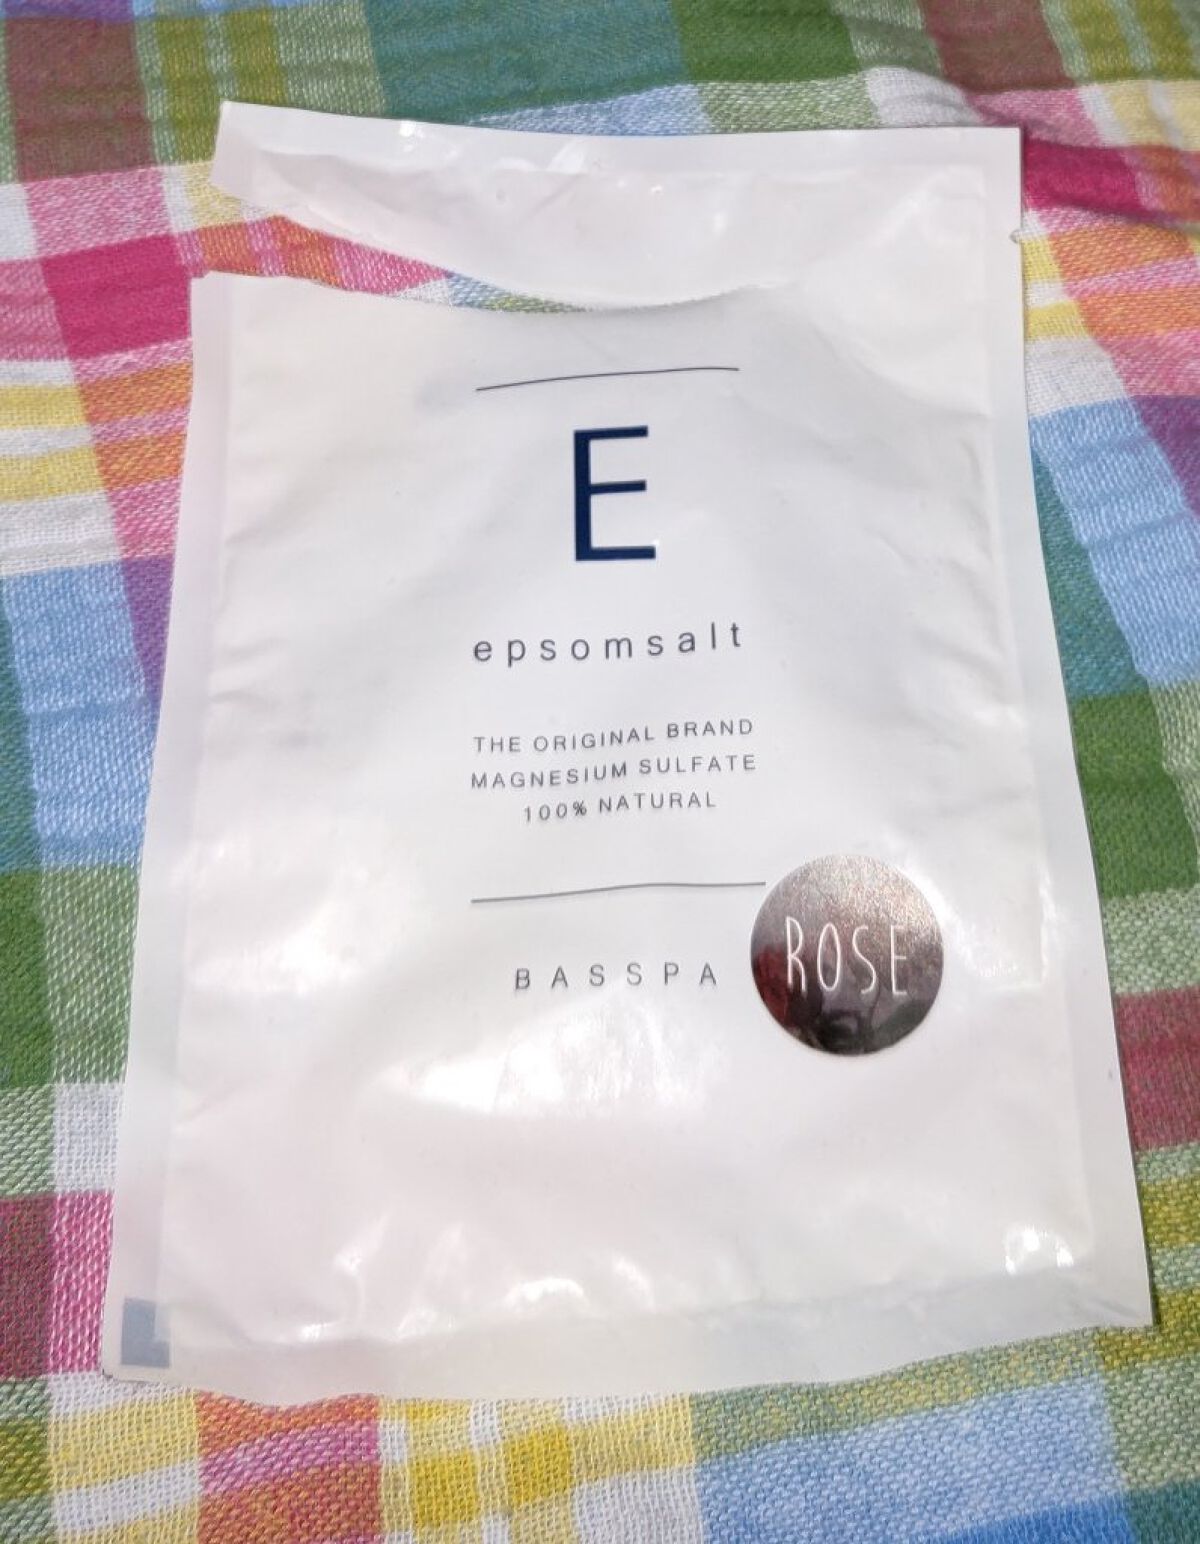 E
epsomsalt
THE ORIGINAL BRAND
MAGNESIUM SULFATE
100% NATURAL
BASSPA
ROSE